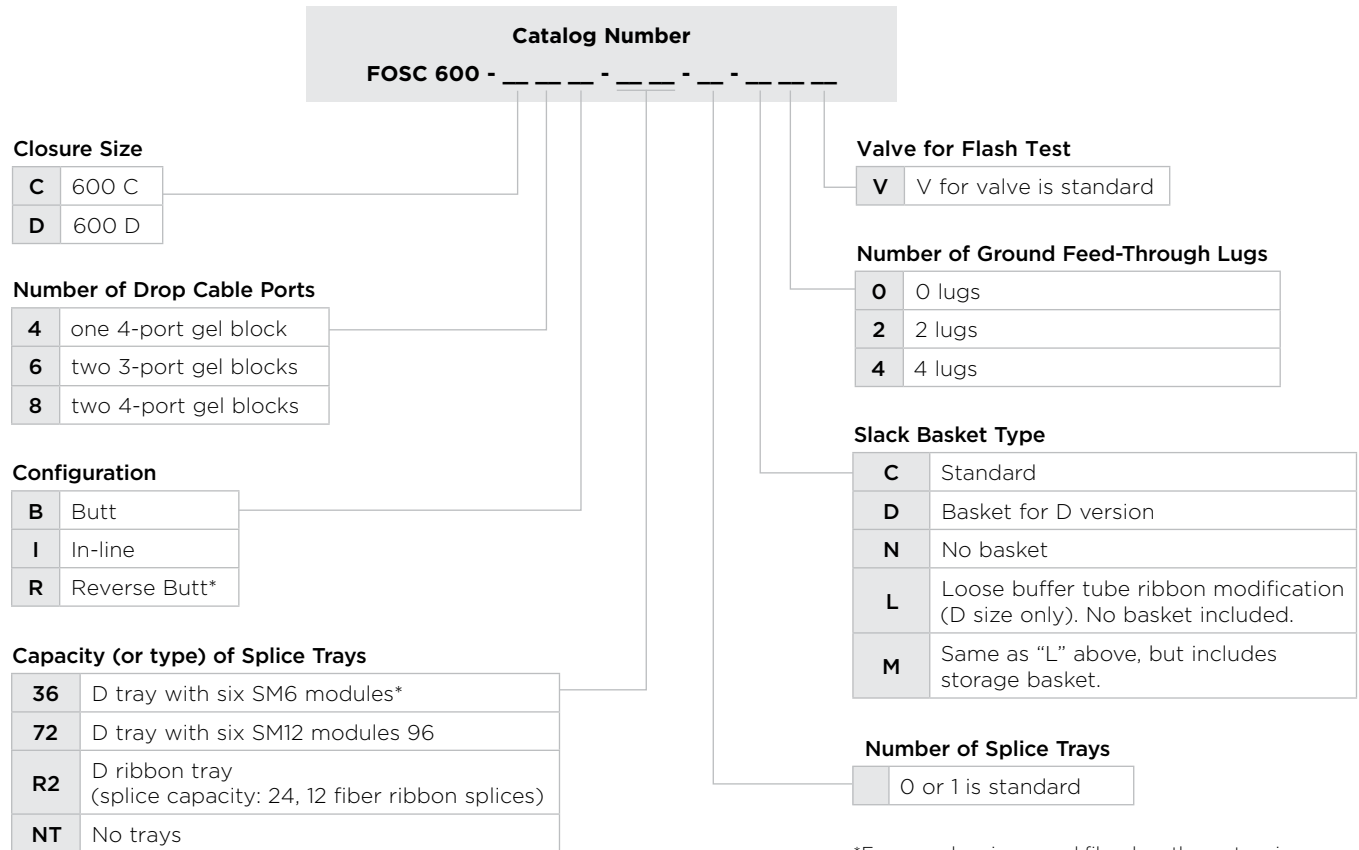 Catalog Number
FOSC 600 - __ __ __ - __ __ - __ - __ __ __
Closure Size
C 600 C
D 600 D
Number of Drop Cable Ports
4 one 4-port gel block
6 two 3-port gel blocks
8 two 4-port gel blocks
Configuration
B Butt
I In-line
R Reverse Butt*
Capacity (or type) of Splice Trays
36 D tray with six SM6 modules*
72 D tray with six SM12 modules 96
R2 D ribbon tray
(splice capacity: 24, 12 fiber ribbon splices)
NT No trays
Valve for Flash Test
V V for valve is standard
Number of Ground Feed-Through Lugs
0 0 lugs
2 2 lugs
4 4 lugs
Slack Basket Type
C Standard
D Basket for D version
N No basket
L Loose buffer tube ribbon modification
(D size only). No basket included.
M Same as “L” above, but includes
storage basket.
Number of Splice Trays
0 or 1 is standard